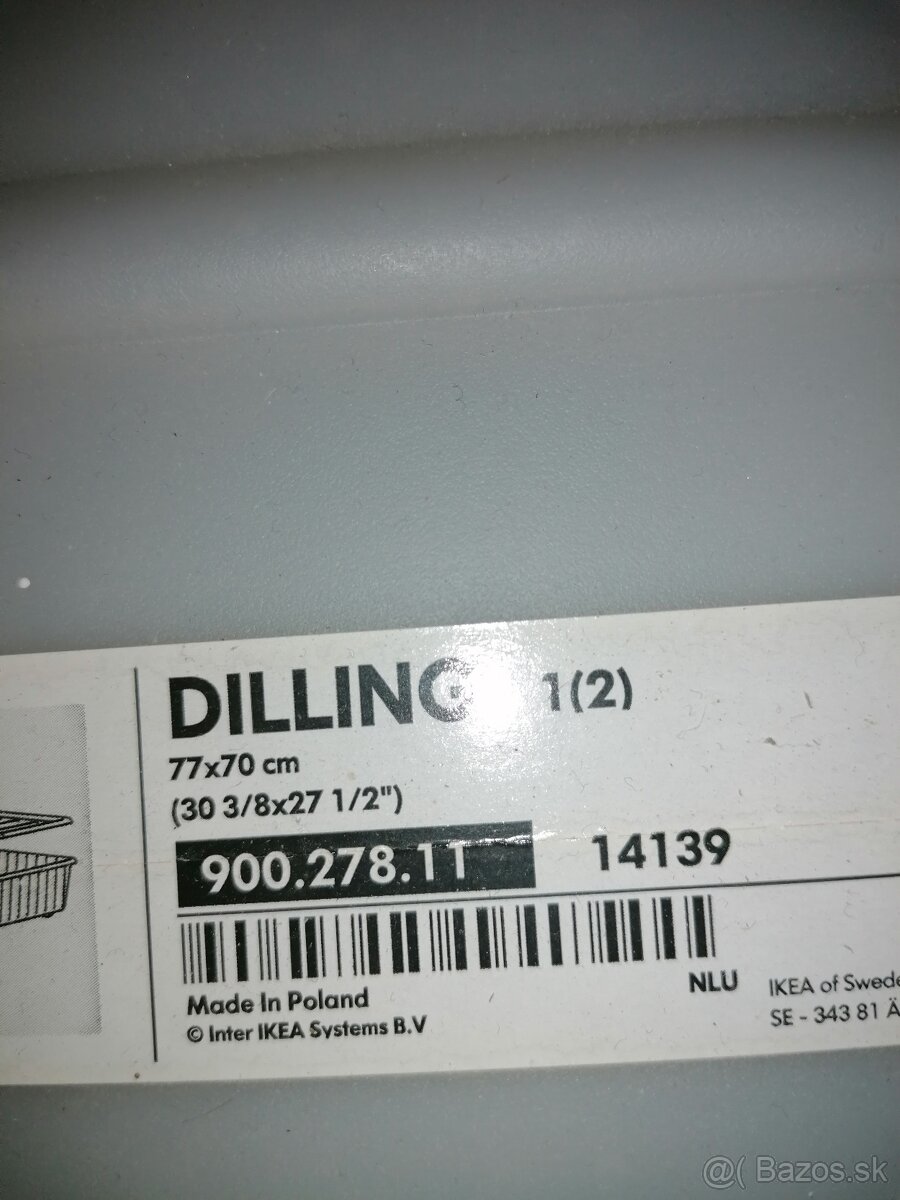 DILLING 1(2)
77x70 cm
(30 3/8x27 1/2")
900.278.11 14139
Made In Poland
© Inter IKEA Systems B.V
NLU
IKEA of Swede
SE - 343 81 Ä
@( Bazos.sk